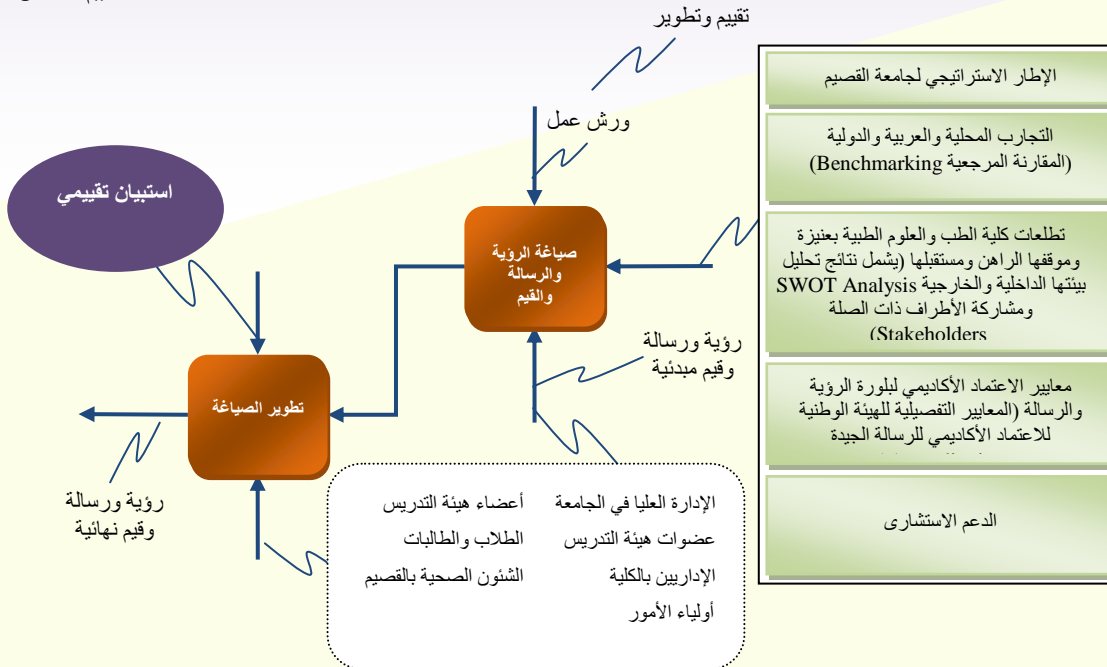 تقييم وتطوير
ورش عمل
الإطار الاستراتيجي لجامعة القصيم
التجارب المحلية والعربية والدولية
(المقارنة المرجعية Benchmarking)
تطلعات كلية الطب والعلوم الطبية بعنيزة
وموقفها الراهن ومستقبلها (يشمل نتائج تحليل
بيئتها الداخلية والخارجية SWOT Analysis
ومشاركة الأطراف ذات الصلة
Stakeholders)
معايير الاعتماد الأكاديمي لبلورة الرؤية
والرسالة (المعايير التفصيلية للهيئة الوطنية
للاعتماد الأكاديمي للرسالة الجيدة
الدعم الاستشارى
صياغة الرؤية
والرسالة
والقيم
رؤية ورسالة
وقيم مبدئية
استبيان تقييمي
تطوير الصياغة
رؤية ورسالة
وقيم نهائية
الإدارة العليا في الجامعة أعضاء هيئة التدريس
عضوات هيئة التدريس الطلاب والطالبات
الإداريين بالكلية الشئون الصحية بالقصيم
أولياء الأمور